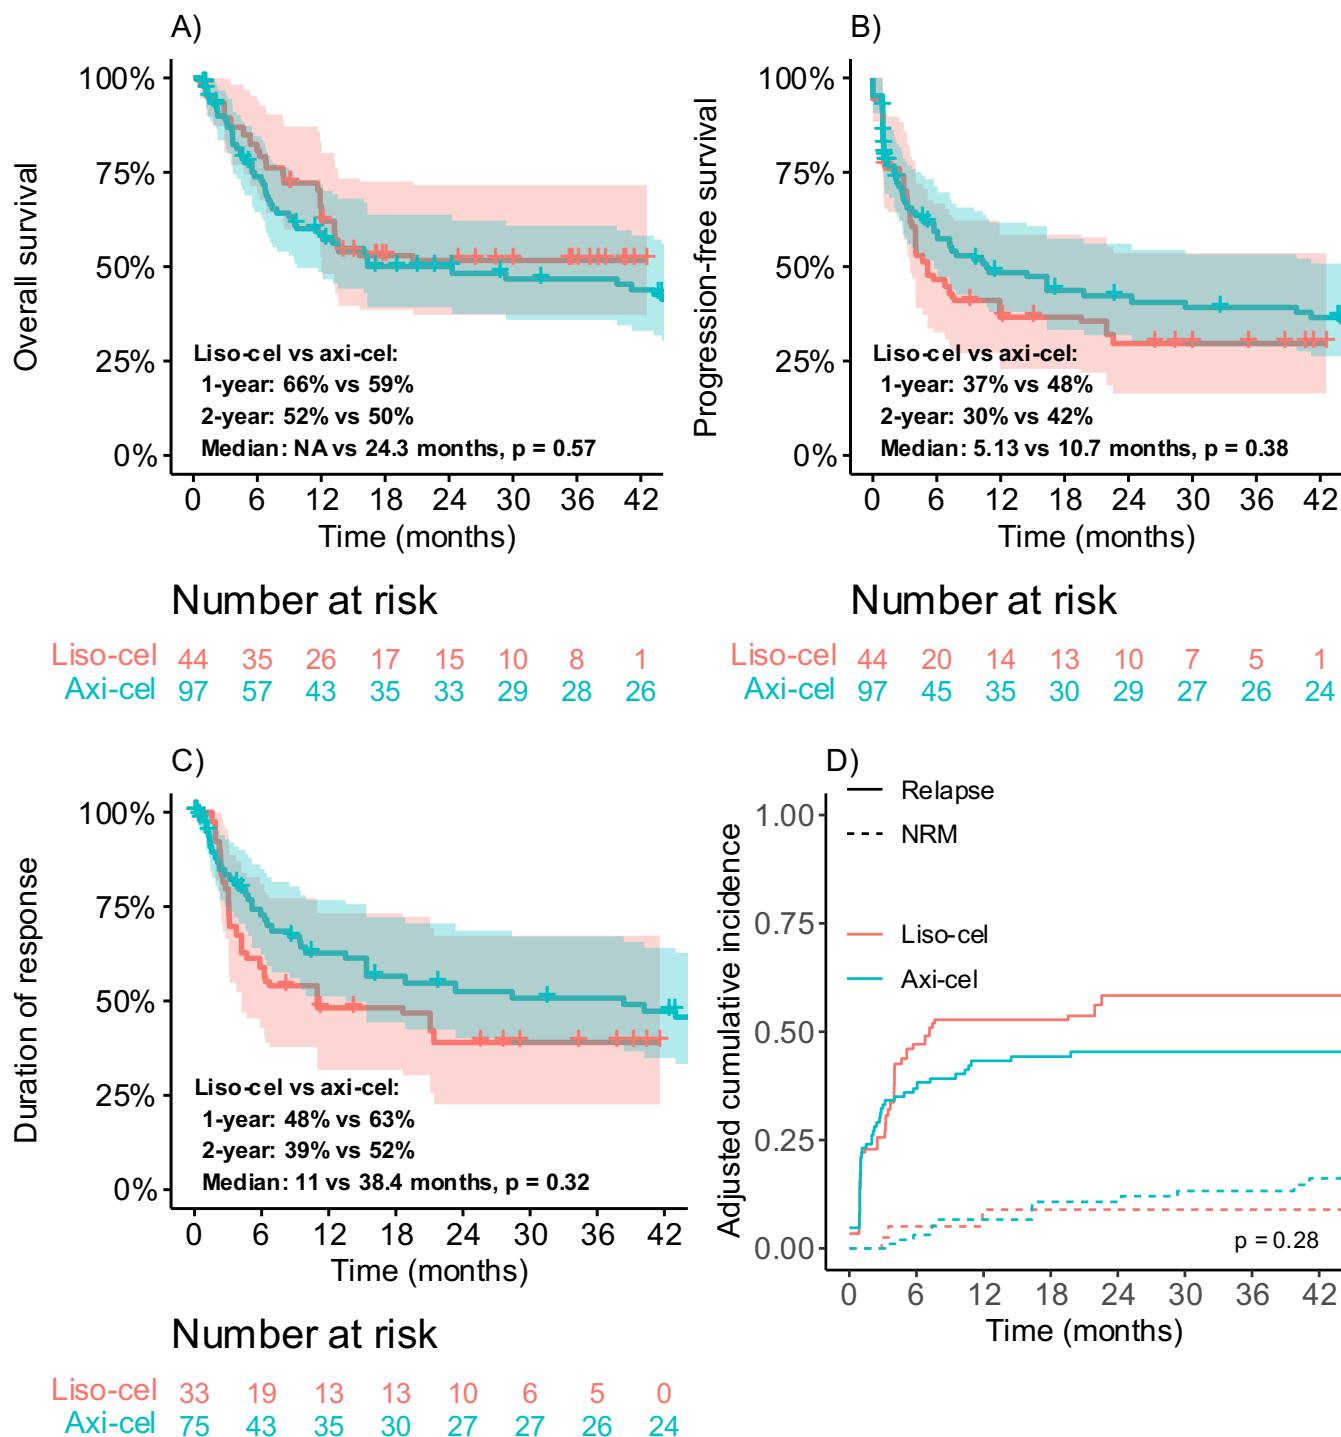 A)
Overall survival
100%
75%
50%
25%
0%
Liso-cel vs axi-cel:
1-year: 66% vs 59%
2-year: 52% vs 50%
Median: NA vs 24.3 months, p = 0.57
0 6 12 18 24 30 36 42
Time (months)
Number at risk
Liso-cel 44 35 26 17 15 10 8 1
Axi-cel 97 57 43 35 33 29 28 26
B)
Progression-free survival
100%
75%
50%
25%
0%
Liso-cel vs axi-cel:
1-year: 37% vs 48%
2-year: 30% vs 42%
Median: 5.13 vs 10.7 months, p = 0.38
0 6 12 18 24 30 36 42
Time (months)
Number at risk
Liso-cel 44 20 14 13 10 7 5 1
Axi-cel 97 45 35 30 29 27 26 24
C)
Duration of response
100%
75%
50%
25%
0%
Liso-cel vs axi-cel:
1-year: 48% vs 63%
2-year: 39% vs 52%
Median: 11 vs 38.4 months, p = 0.32
0 6 12 18 24 30 36 42
Time (months)
Number at risk
Liso-cel 33 19 13 13 10 6 5 0
Axi-cel 75 43 35 30 27 27 26 24
D)
Relapse
NRM
Liso-cel
Axi-cel
Adjusted cumulative incidence
1.00
0.75
0.50
0.25
0.00
p = 0.28
0 6 12 18 24 30 36 42
Time (months)